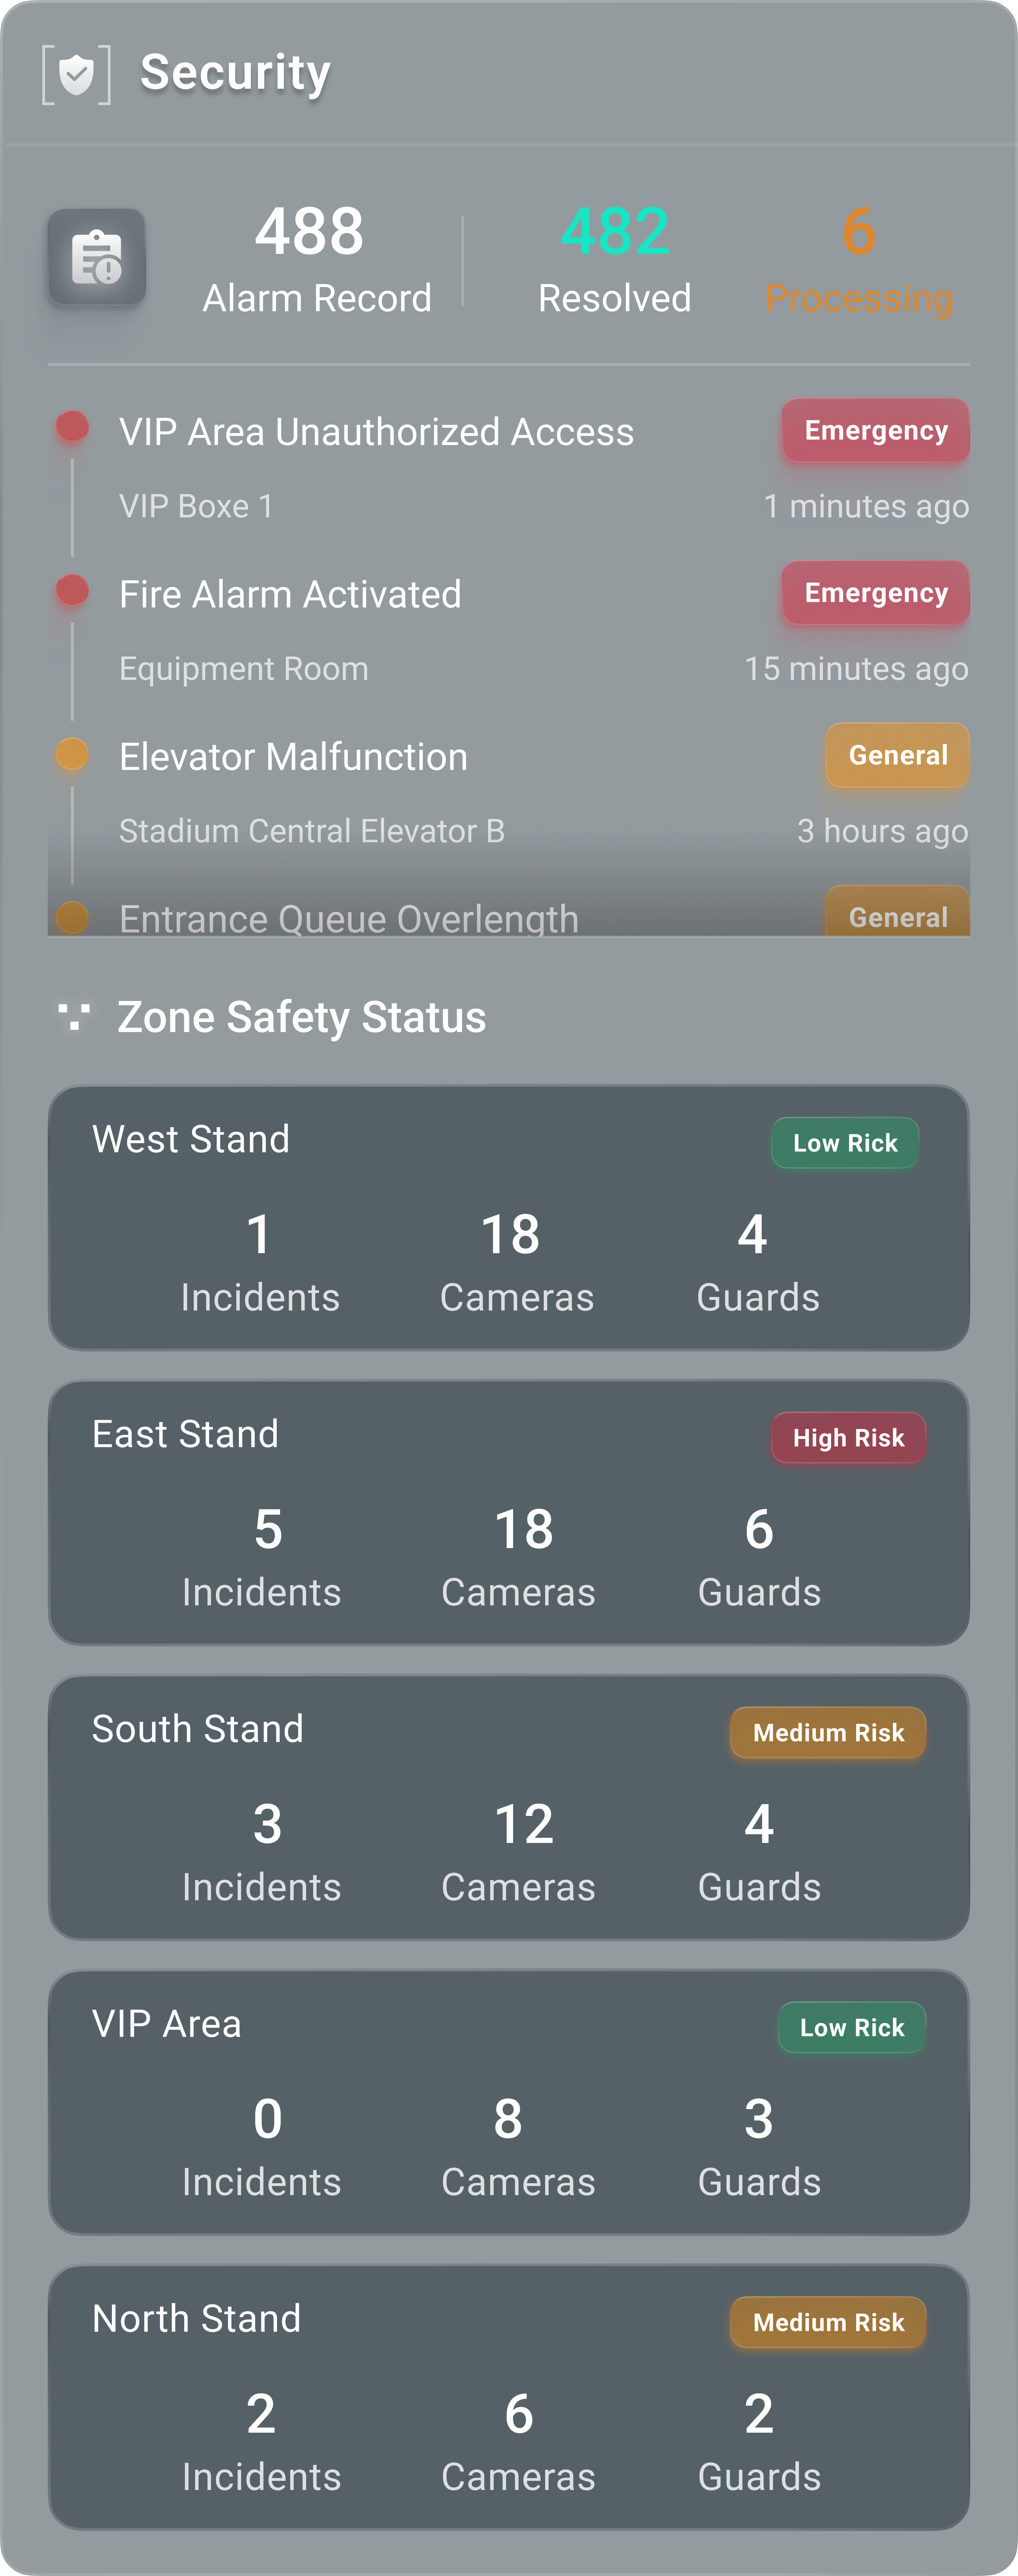 Security
488 482 6
Alarm Record Resolved Processing
VIP Area Unauthorized Access Emergency
VIP Boxe 1 1 minutes ago
Fire Alarm Activated Emergency
Equipment Room 15 minutes ago
Elevator Malfunction General
Stadium Central Elevator B 3 hours ago
Entrance Queue Overlength General
Zone Safety Status
West Stand Low Rick
1 18 4
Incidents Cameras Guards
East Stand High Risk
5 18 6
Incidents Cameras Guards
South Stand Medium Risk
3 12 4
Incidents Cameras Guards
VIP Area Low Rick
0 8 3
Incidents Cameras Guards
North Stand Medium Risk
2 6 2
Incidents Cameras Guards